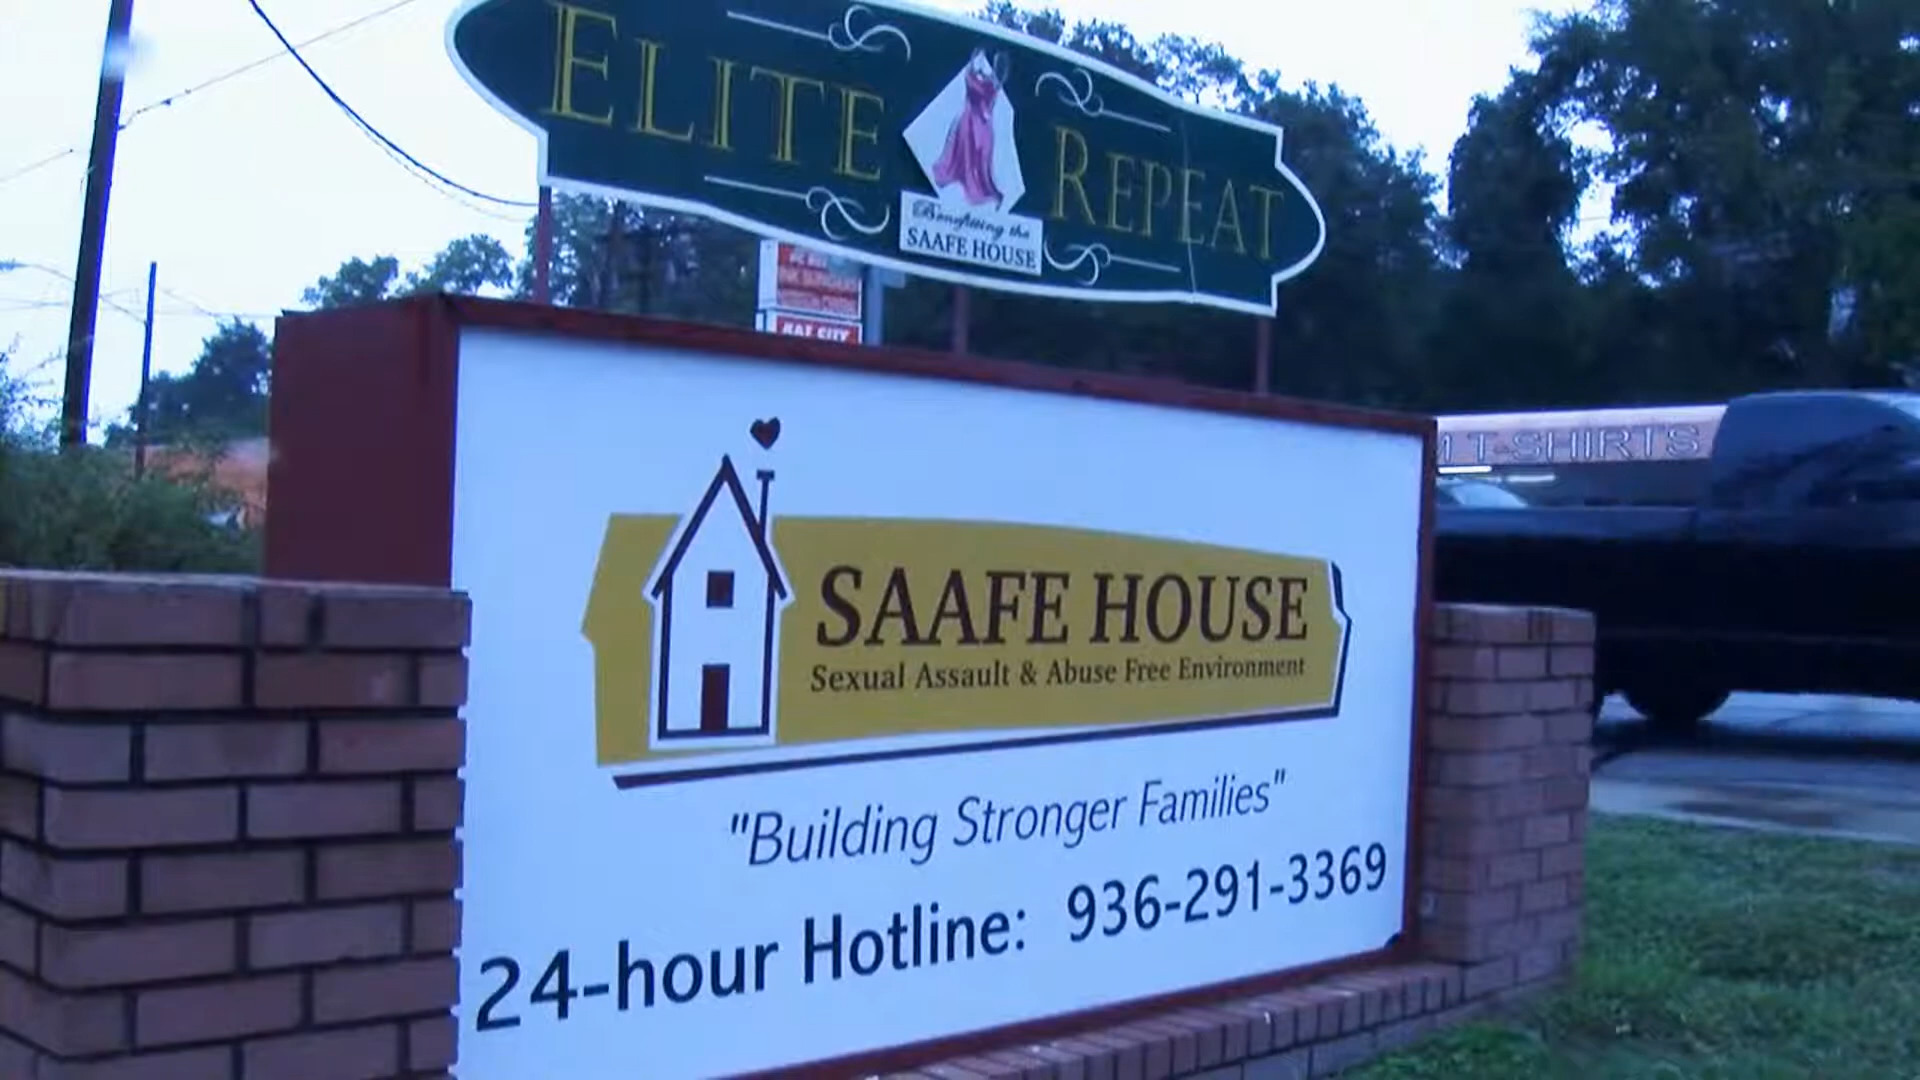 ELITE REPEAT
Benefiting the
SAAFE HOUSE
T-SHIRTS
SAAFE HOUSE
Sexual Assault & Abuse Free Environment
"Building Stronger Families"
24-hour Hotline: 936-291-3369